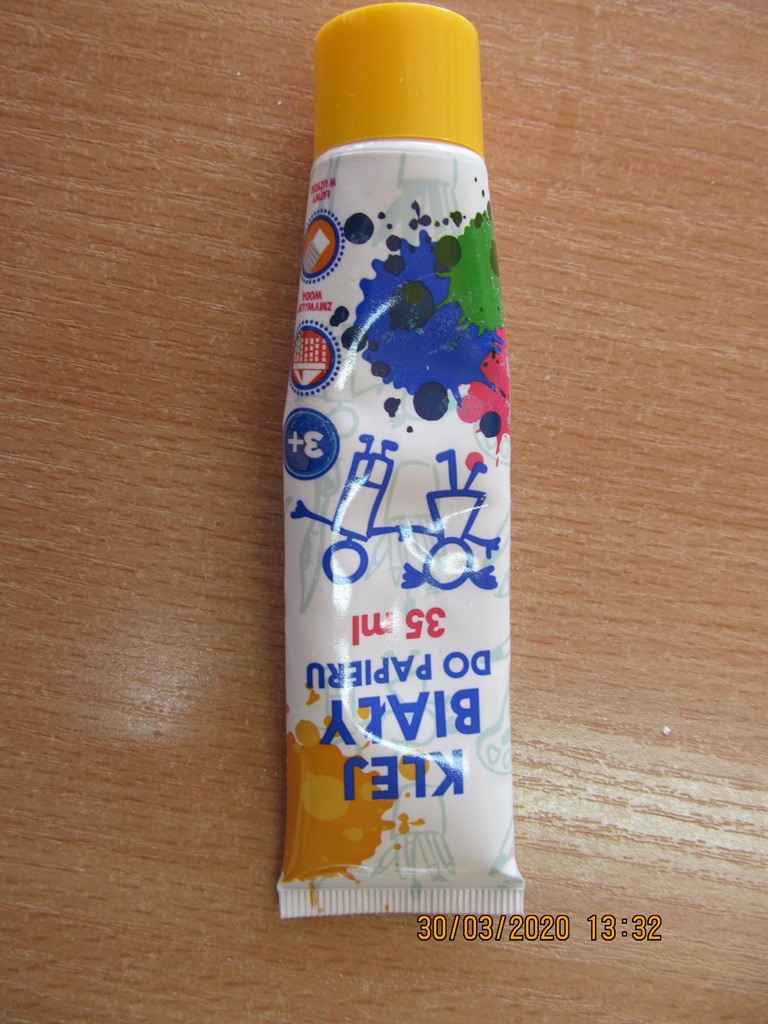 KLEJ
BIAŁY
DO PAPIERU
35 ml
3+
ZMYWALNY
WODĄ
ŁATWY
W UŻYCIU
30/03/2020 13:32